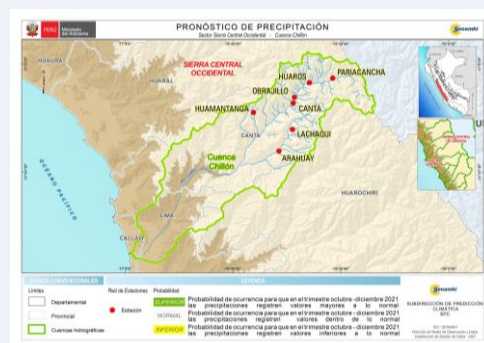 PERÚ Ministerio del Ambiente
PRONÓSTICO DE PRECIPITACIÓN
Sector Sierra Central Occidental - Cuenca Chillón
Senamhi
HUAURA
HUARAL
SIERRA CENTRAL
OCCIDENTAL
HUAROS
PARIACANCHA
OBRAJILLO
HUAMANTANGA
CANTA
CANTA
LACHAQUI
ARAHUAY
Cuenca
Chillón
HUAROCHIRI
LIMA
CALLAO
OCEANO PACIFICO
SIGNOS CONVENCIONALES
LEYENDA
Límites
Departamental
Provincial
Cuencas hidrográficas
Red de Estaciones
Estación
Probabilidad
SUPERIOR
Probabilidad de ocurrencia para que en el trimestre octubre -diciembre 2021
las precipitaciones registren valores mayores a lo normal
NORMAL
Probabilidad de ocurrencia para que en el trimestre octubre - diciembre 2021
las precipitaciones registren valores dentro de lo normal
INFERIOR
Probabilidad de ocurrencia para que en el trimestre octubre - diciembre 2021
las precipitaciones registren valores inferiores a lo normal
Senamhi
SUBDIRECCIÓN DE PREDICCIÓN
CLIMÁTICA
SPC